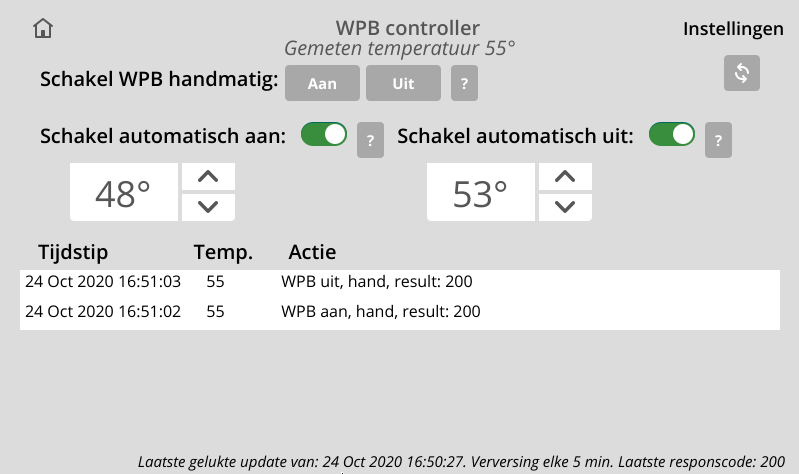 WPB controller
Instellingen
Gemeten temperatuur 55°
Schakel WPB handmatig: Aan Uit ?
Schakel automatisch aan: ? Schakel automatisch uit: ?
48° 53°
Tijdstip Temp. Actie
24 Oct 2020 16:51:03 55 WPB uit, hand, result: 200
24 Oct 2020 16:51:02 55 WPB aan, hand, result: 200
Laatste gelukte update van: 24 Oct 2020 16:50:27. Verversing elke 5 min. Laatste responscode: 200